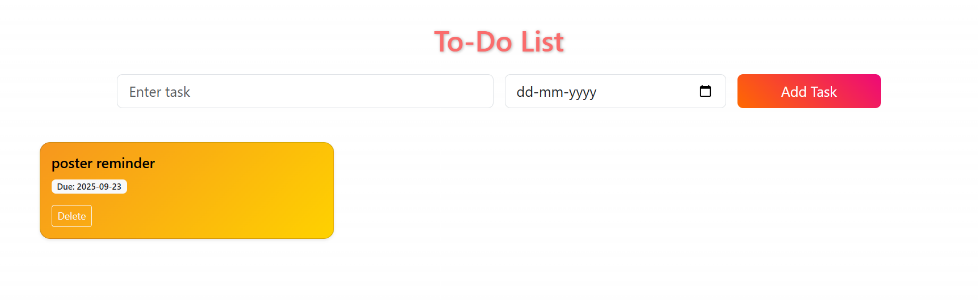 To-Do List
Enter task
dd-mm-yyyy
Add Task
poster reminder
Due: 2025-09-23
Delete